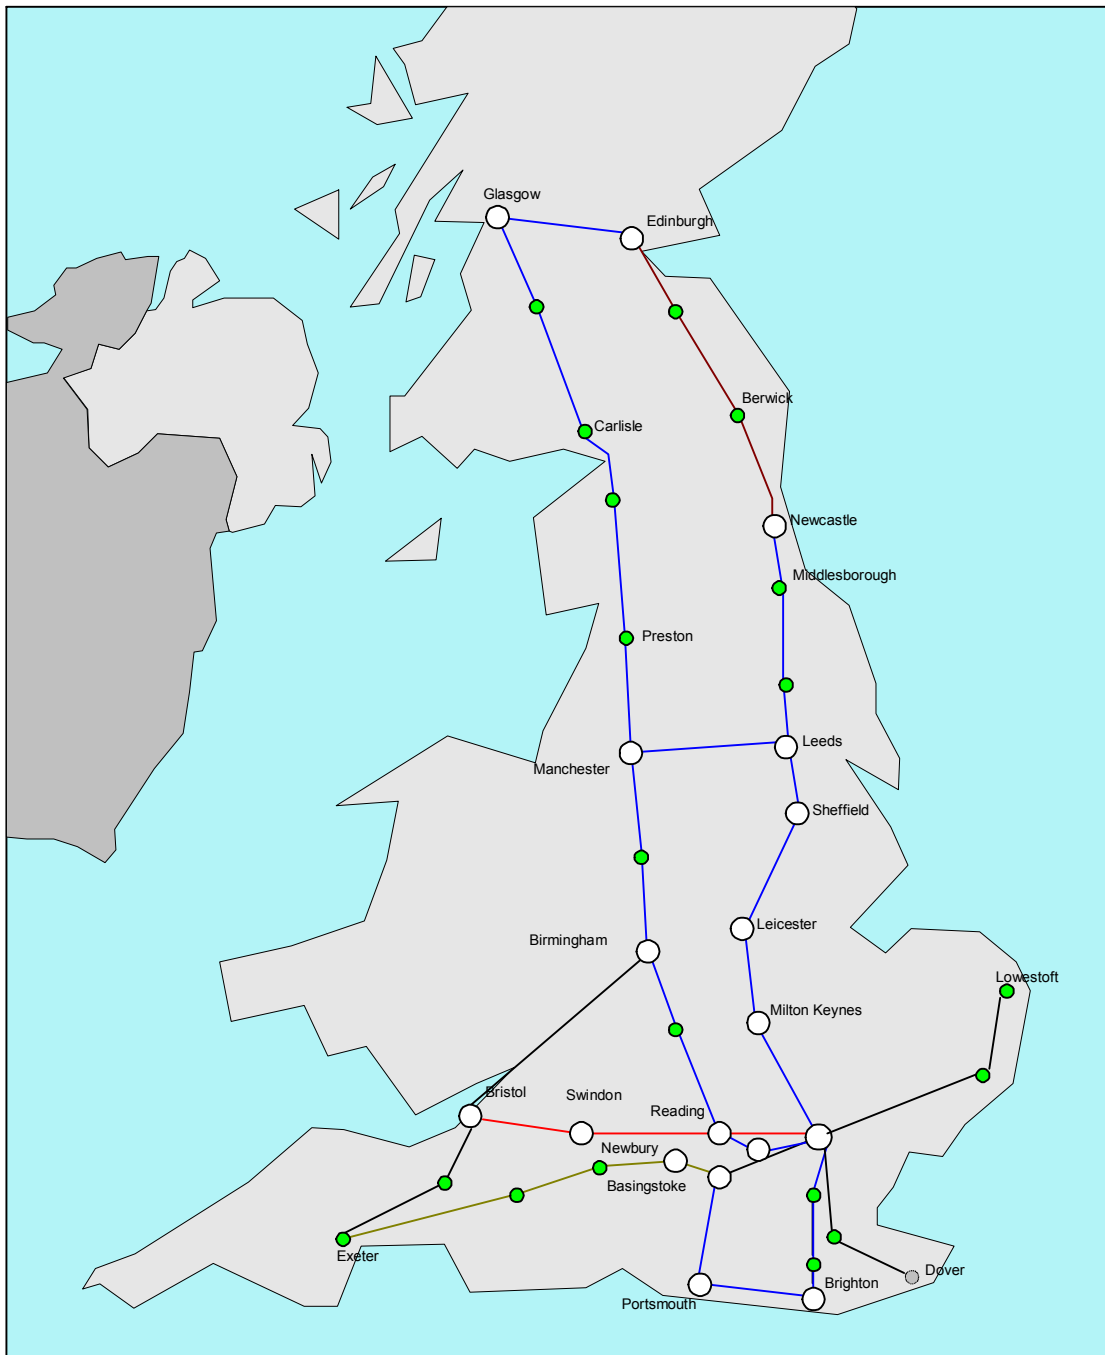 Glasgow
Edinburgh
Berwick
Carlisle
Newcastle
Middlesborough
Preston
Leeds
Manchester
Sheffield
Leicester
Birmingham
Lowestoft
Milton Keynes
Bristol
Swindon
Reading
Newbury
Basingstoke
Exeter
Dover
Brighton
Portsmouth